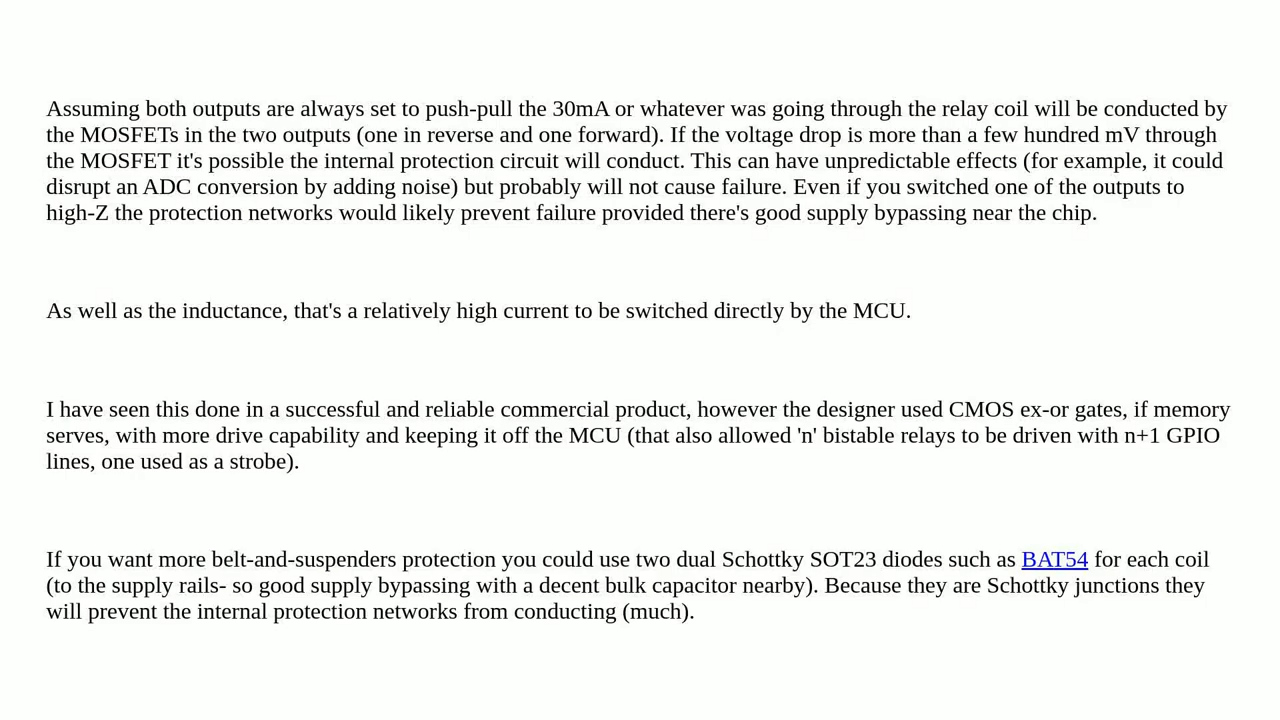 Assuming both outputs are always set to push-pull the 30mA or whatever was going through the relay coil will be conducted by
the MOSFETs in the two outputs (one in reverse and one forward). If the voltage drop is more than a few hundred mV through
the MOSFET it's possible the internal protection circuit will conduct. This can have unpredictable effects (for example, it could
disrupt an ADC conversion by adding noise) but probably will not cause failure. Even if you switched one of the outputs to
high-Z the protection networks would likely prevent failure provided there's good supply bypassing near the chip.
As well as the inductance, that's a relatively high current to be switched directly by the MCU.
I have seen this done in a successful and reliable commercial product, however the designer used CMOS ex-or gates, if memory
serves, with more drive capability and keeping it off the MCU (that also allowed 'n' bistable relays to be driven with n+1 GPIO
lines, one used as a strobe).
If you want more belt-and-suspenders protection you could use two dual Schottky SOT23 diodes such as BAT54 for each coil
(to the supply rails- so good supply bypassing with a decent bulk capacitor nearby). Because they are Schottky junctions they
will prevent the internal protection networks from conducting (much).